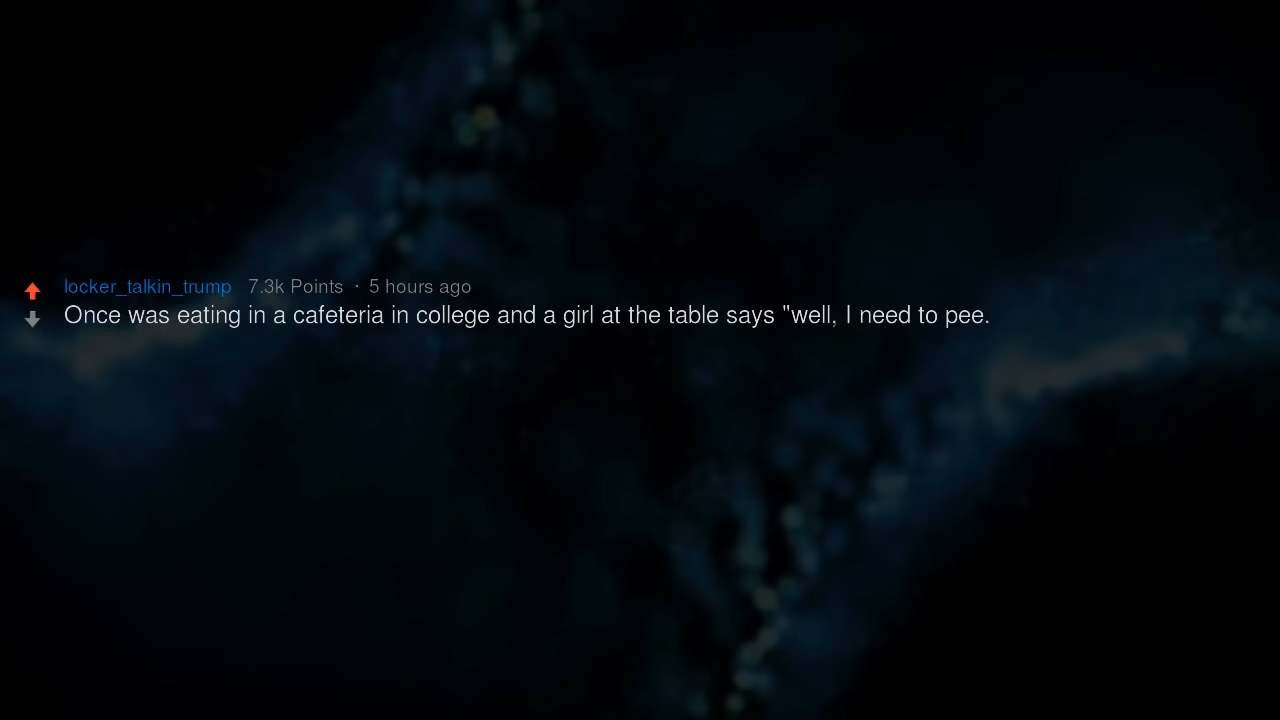 locker_talkin_trump 7.3k Points · 5 hours ago
Once was eating in a cafeteria in college and a girl at the table says "well, I need to pee.